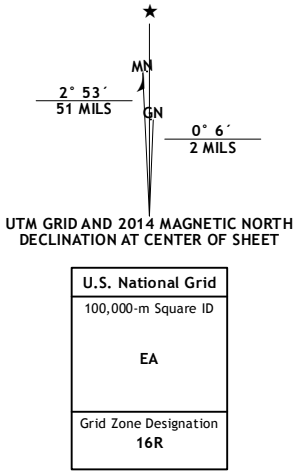 ★
MN
2° 53´
51 MILS
GN
0° 6´
2 MILS
UTM GRID AND 2014 MAGNETIC NORTH
DECLINATION AT CENTER OF SHEET
U.S. National Grid
100,000-m Square ID
EA
Grid Zone Designation
16R